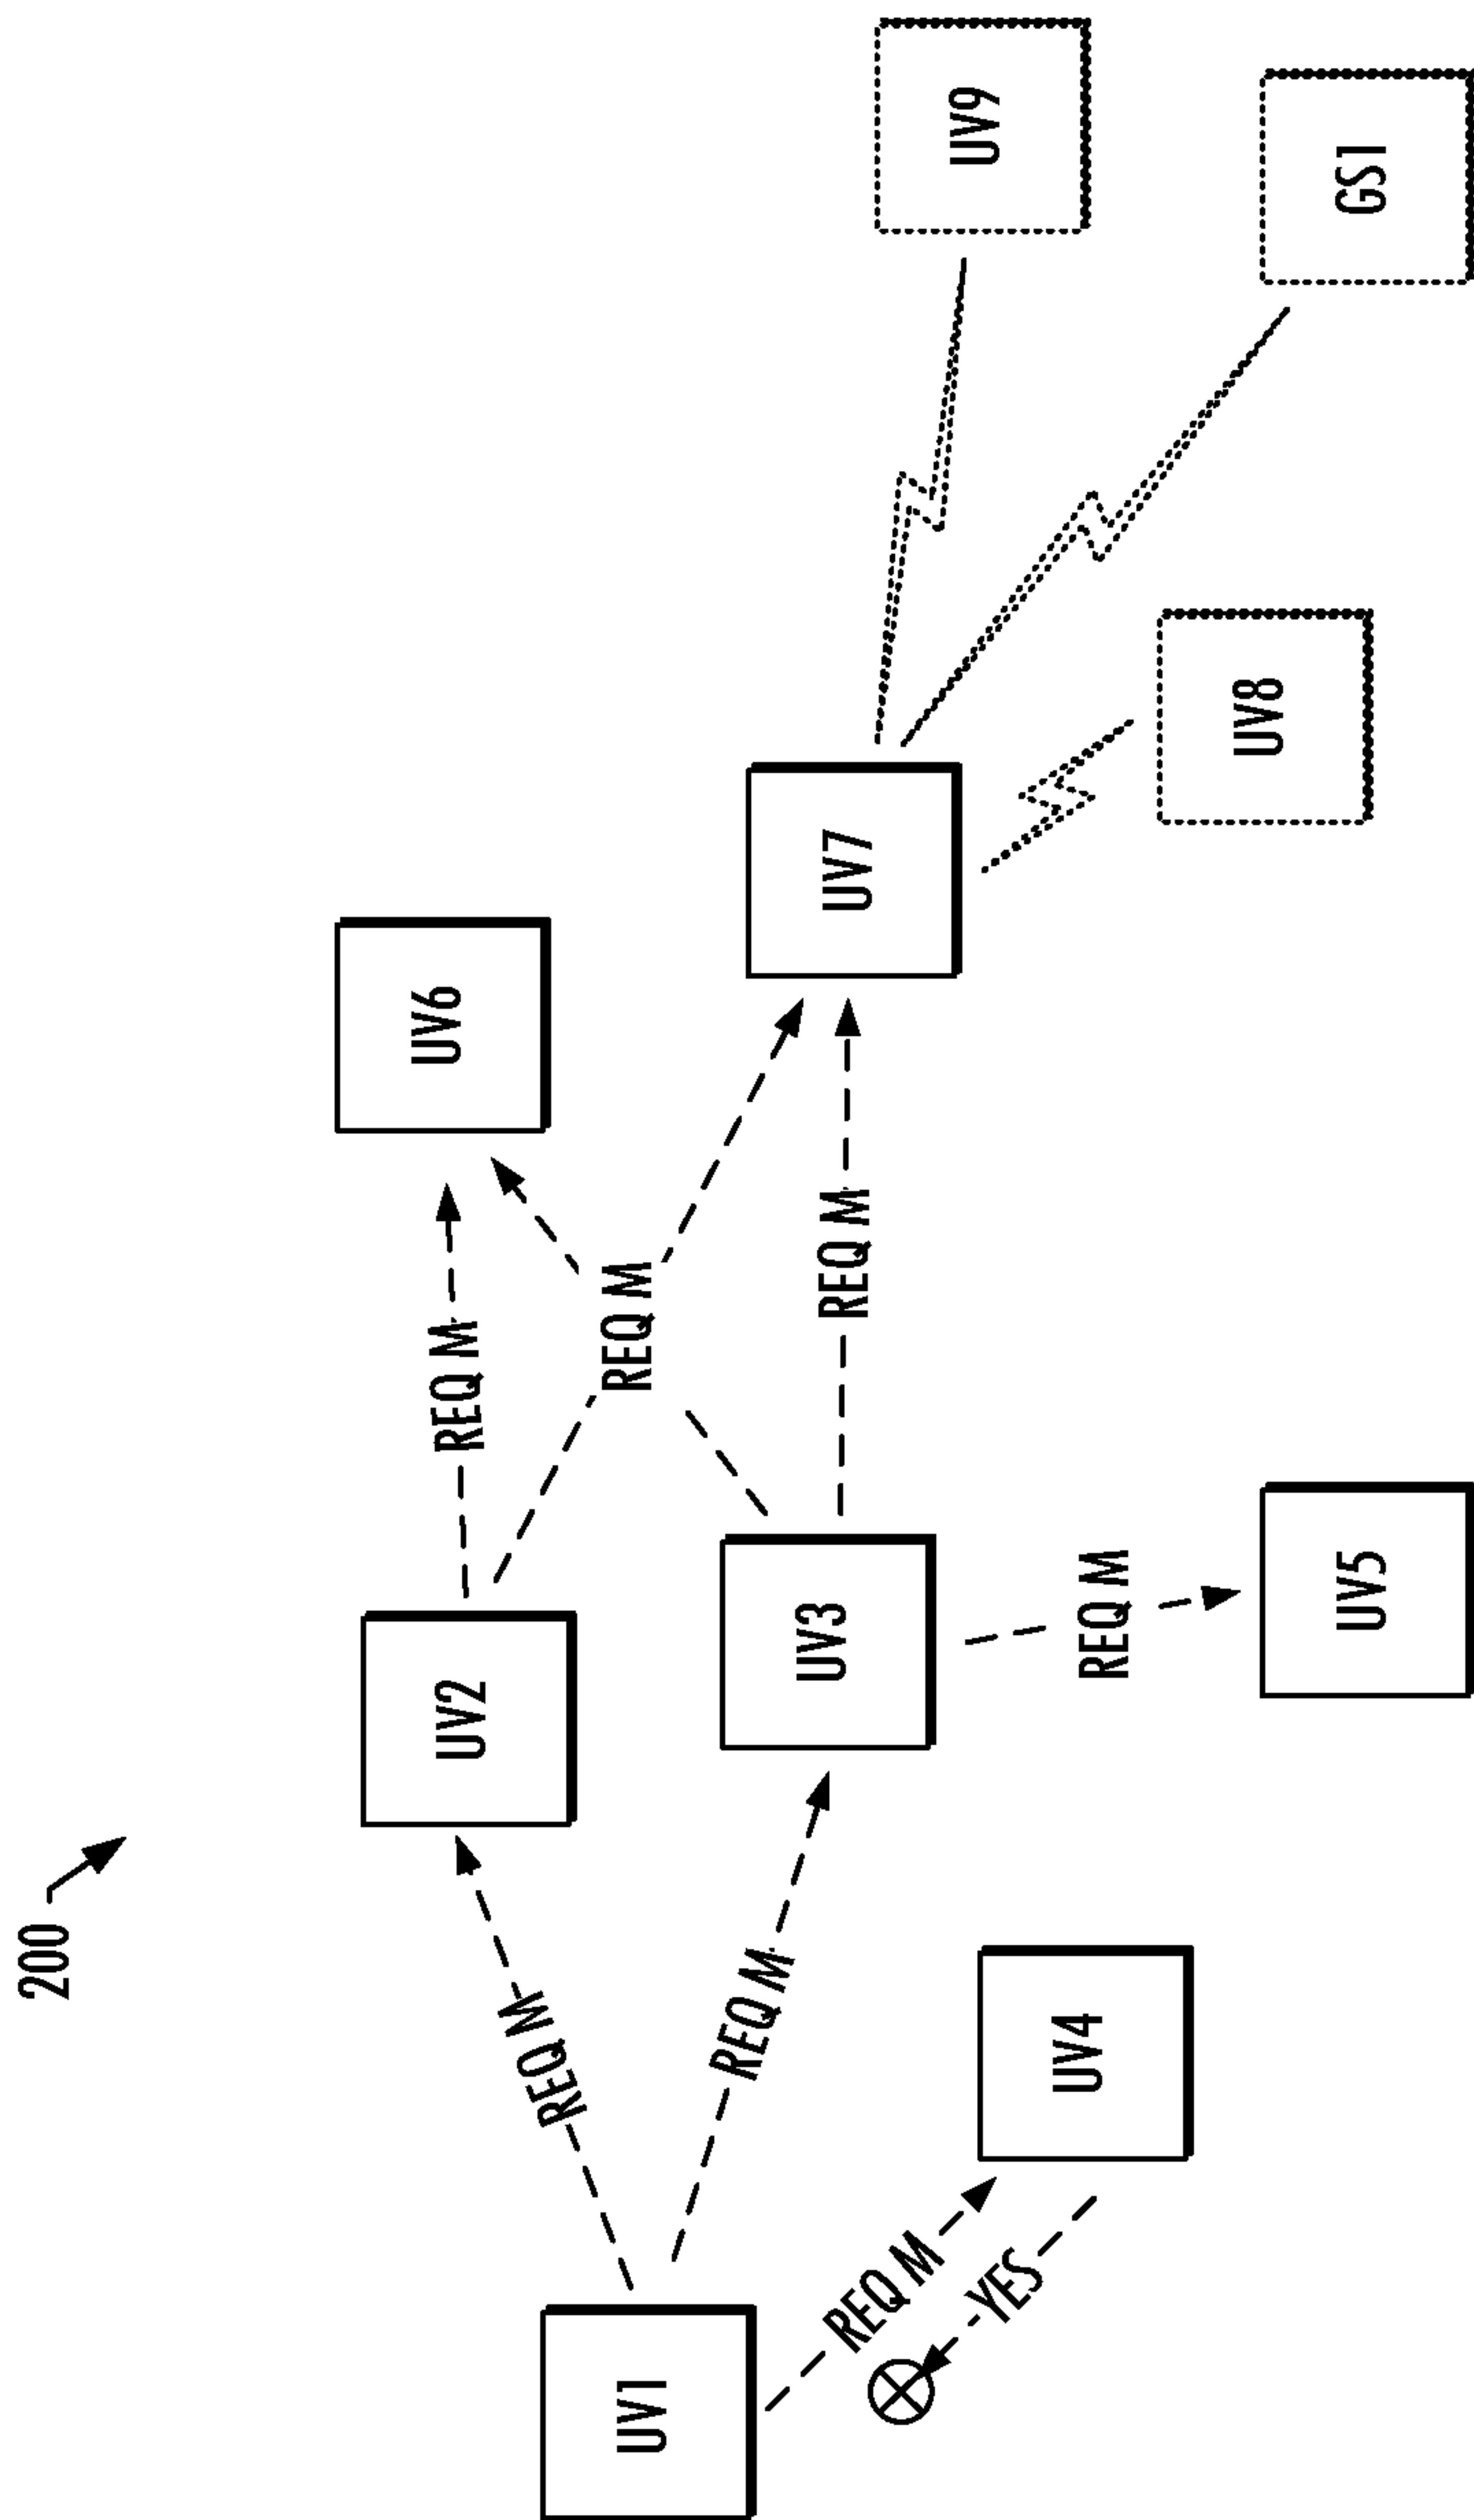 200
UV2
REQ M
UV6
REQ M
UV1
REQ M
REQ M
UV3
REQ M
UV7
UV9
REQ M
YES
UV4
REQ M
UV8
UV5
GS1